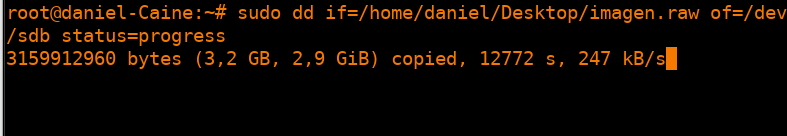 root@daniel-Caine:~# sudo dd if=/home/daniel/Desktop/imagen.raw of=/dev
/sdb status=progress
3159912960 bytes (3,2 GB, 2,9 GiB) copied, 12772 s, 247 kB/s